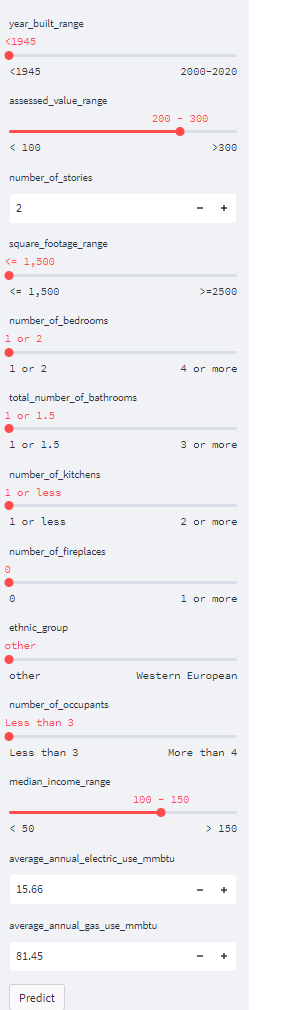 year_built_range
<1945
<1945 2000-2020
assessed_value_range
200 - 300
< 100 >300
number_of_stories
2 - +
square_footage_range
<= 1,500
<= 1,500 >=2500
number_of_bedrooms
1 or 2
1 or 2 4 or more
total_number_of_bathrooms
1 or 1.5
1 or 1.5 3 or more
number_of_kitchens
1 or less
1 or less 2 or more
number_of_fireplaces
0
0 1 or more
ethnic_group
other
other Western European
number_of_occupants
Less than 3
Less than 3 More than 4
median_income_range
100 - 150
< 50 > 150
average_annual_electric_use_mmbtu
15.66 - +
average_annual_gas_use_mmbtu
81.45 - +
Predict